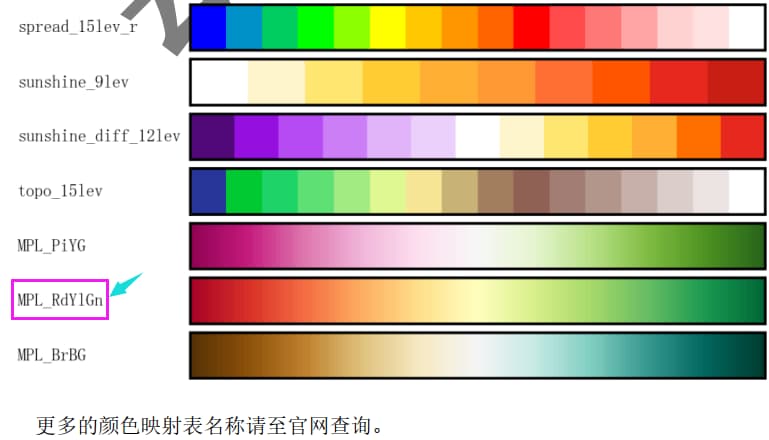 spread_15lev_r
sunshine_9lev
sunshine_diff_12lev
topo_15lev
MPL_PiYG
MPL_RdYlGn
MPL_BrBG
更多的颜色映射表名称请至官网查询。